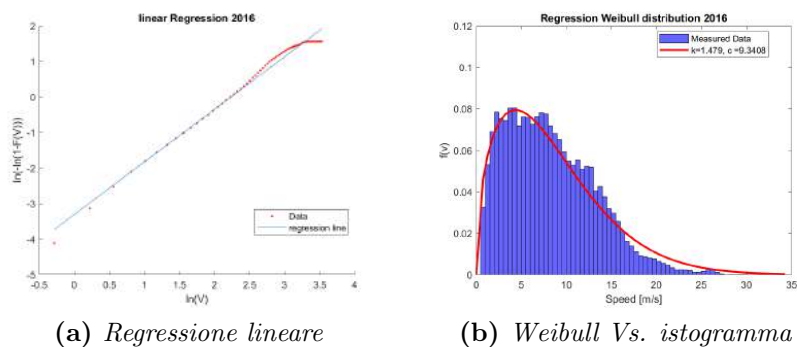 linear Regression 2016
2
1
0
-1
-2
-3
-4
-5
ln(-ln(1-F(V)))
-0.5
0
0.5
1
1.5
2
2.5
3
3.5
4
ln(V)
Data
regression line
(a) Regressione lineare
Regression Weibull distribution 2016
0.12
0.1
0.08
0.06
0.04
0.02
0
f(v)
0
5
10
15
20
25
30
35
Speed [m/s]
Measured Data
k=1.479, c =9.3408
(b) Weibull Vs. istogramma